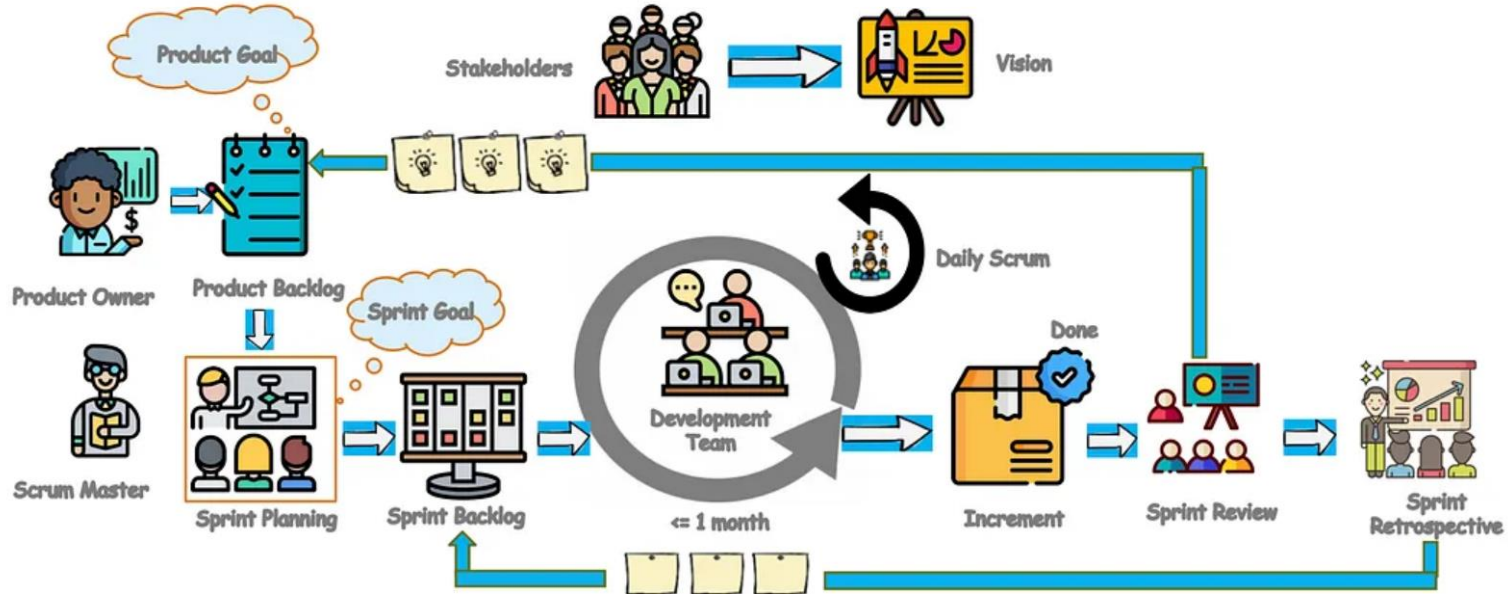 Product Goal
Stakeholders
Vision
$
Product Owner
Product Backlog
Daily Scrum
Sprint Goal
Done
Development
Team
Scrum Master
Sprint Planning
Sprint Backlog
<= 1 month
Increment
Sprint Review
Sprint
Retrospective